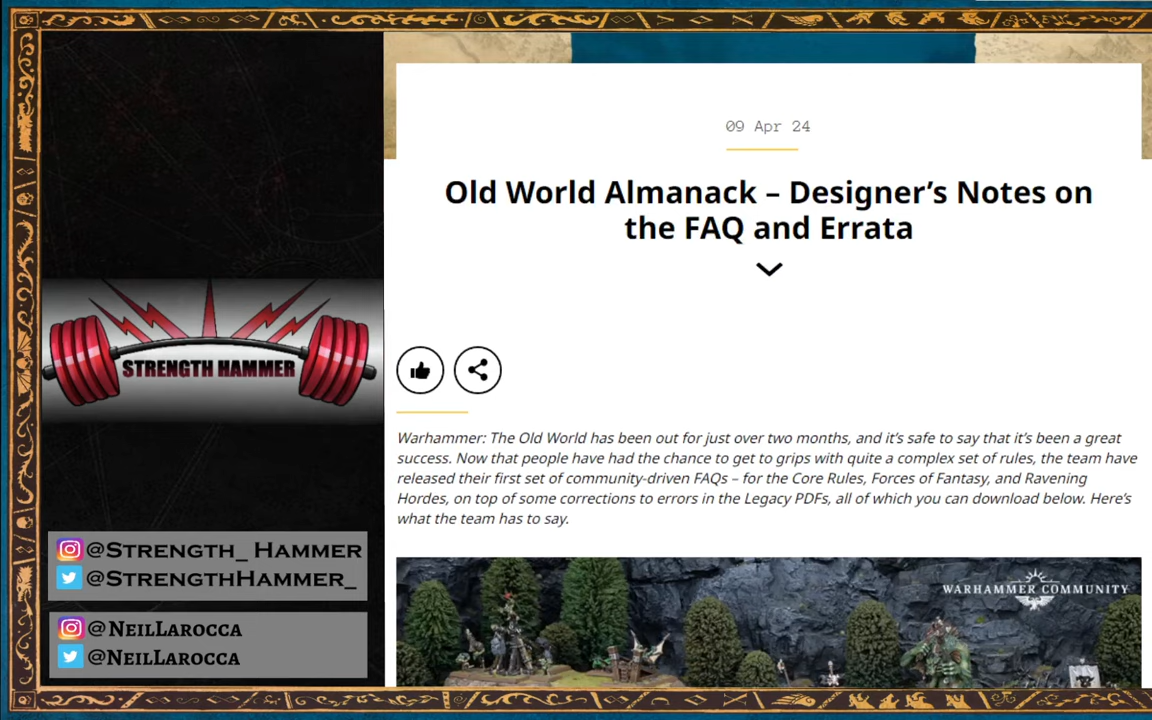 STRENGTH HAMMER
@Strength_Hammer
@StrengthHammer_
@NeilLarocca
@NeilLarocca
09 Apr 24
Old World Almanack – Designer’s Notes on
the FAQ and Errata
Warhammer: The Old World has been out for just over two months, and it’s safe to say that it’s been a great
success. Now that people have had the chance to get to grips with quite a complex set of rules, the team have
released their first set of community-driven FAQs – for the Core Rules, Forces of Fantasy, and Ravening
Hordes, on top of some corrections to errors in the Legacy PDFs, all of which you can download below. Here’s
what the team has to say.
WARHAMMER COMMUNITY